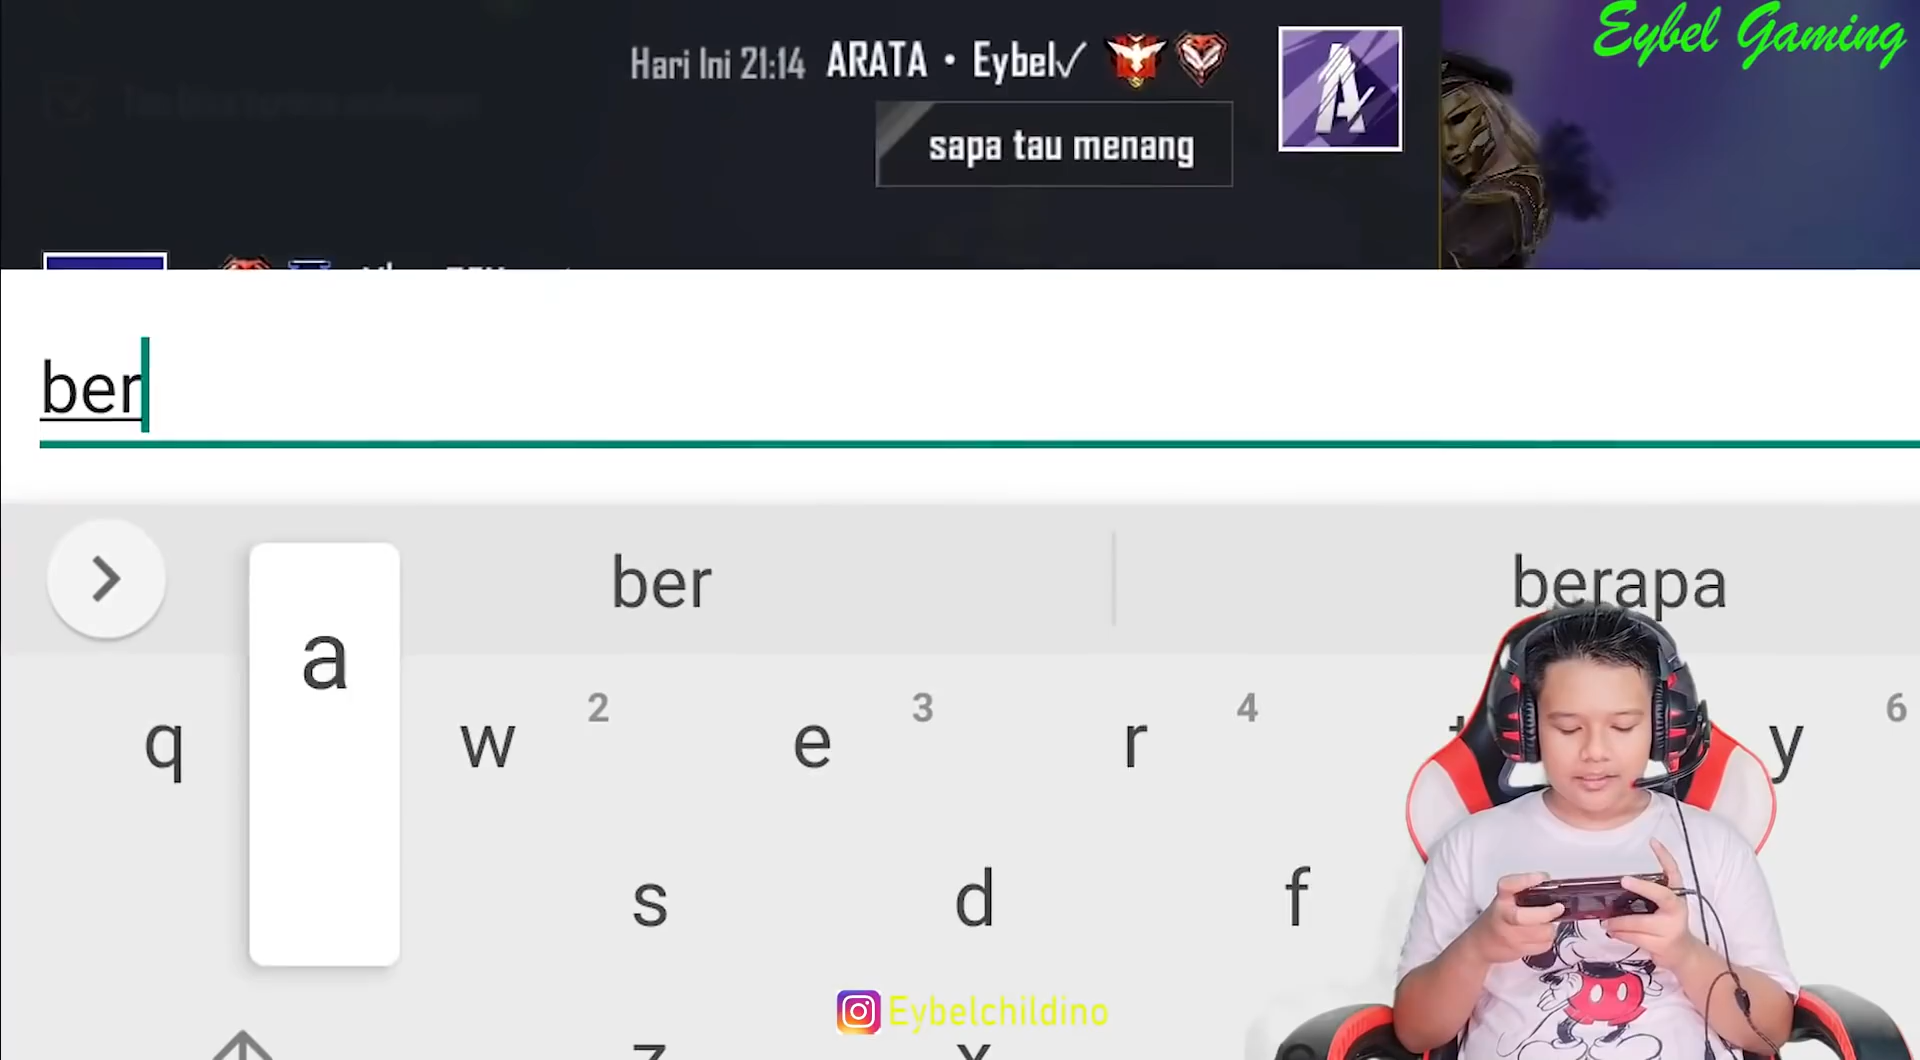 Eybel Gaming
Hari Ini 21:14 ARATA • Eybel✓
A
sapa tau menang
ber
ber
berapa
a
q w 2 e 3 r 4 y 6
s d f
z x
Eybelchildino